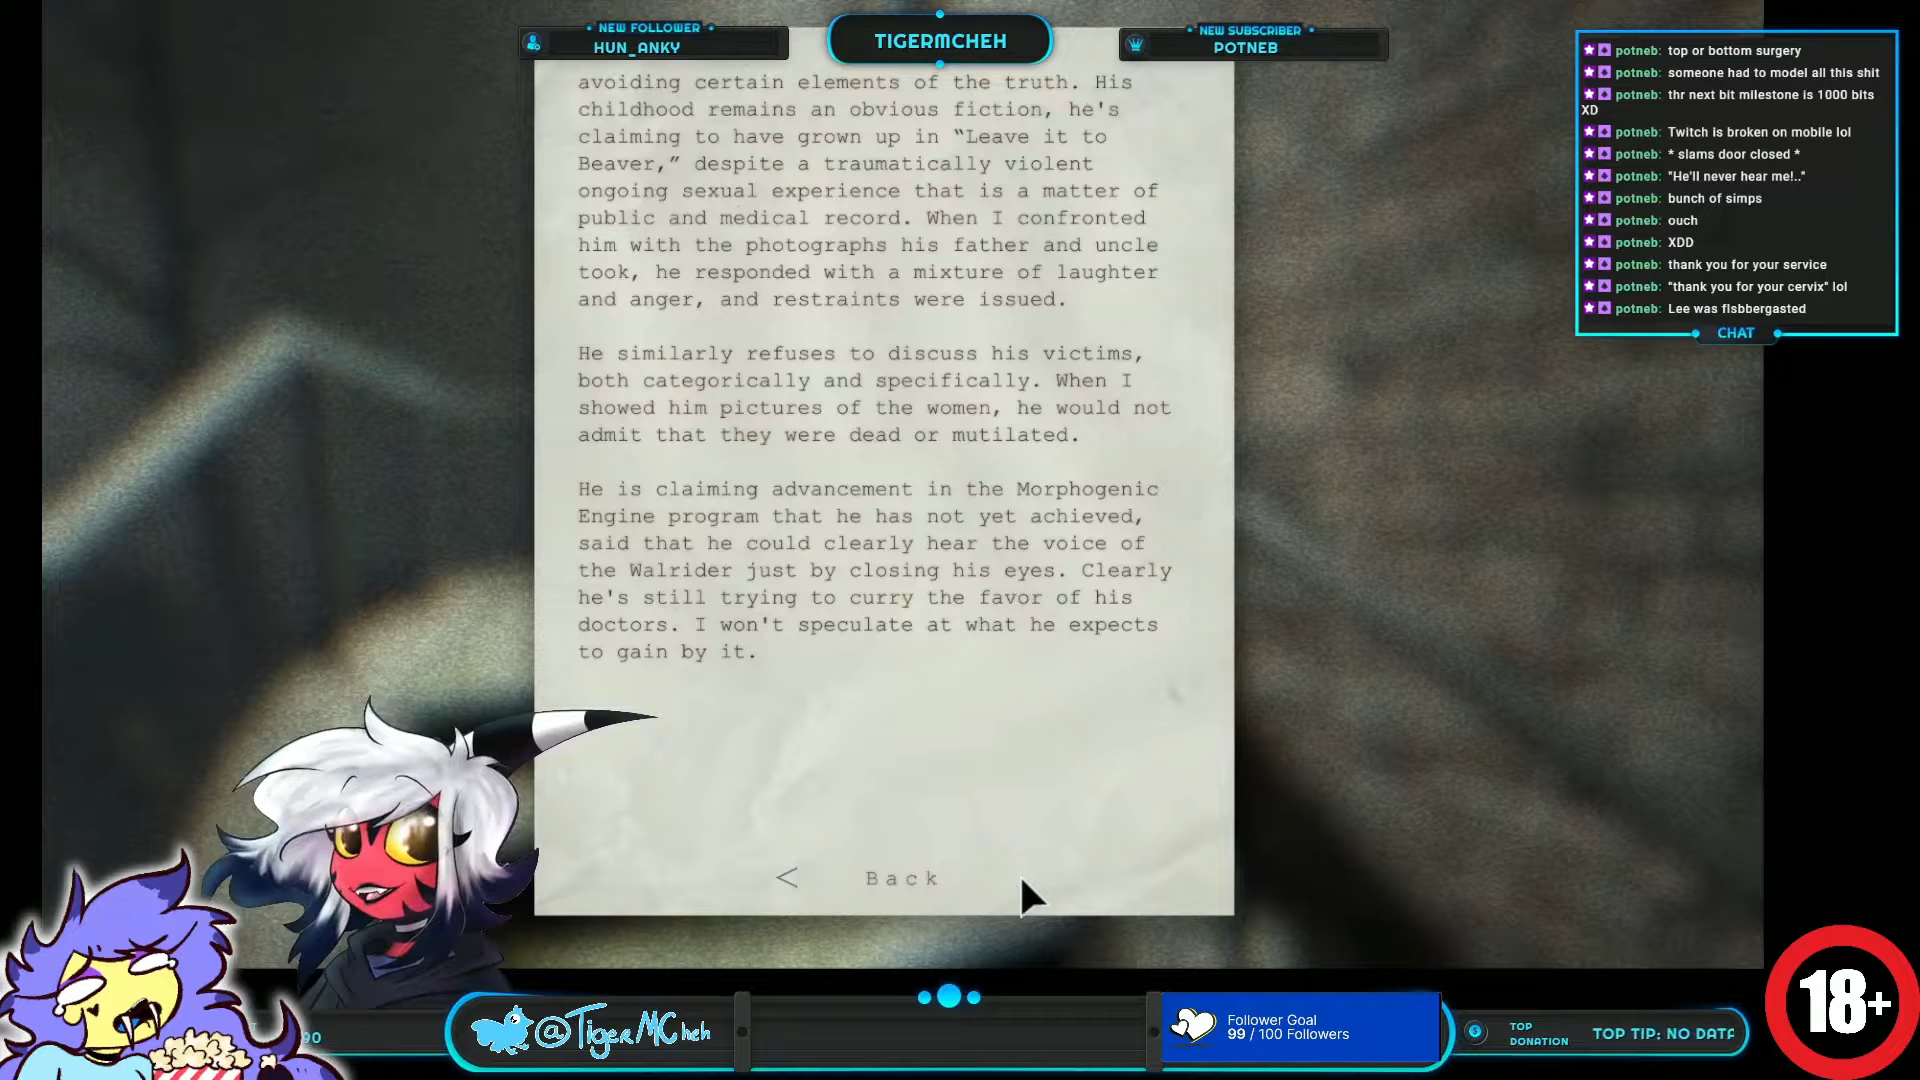 NEW FOLLOWER
HUN_ANKY
TIGERMCHEH
NEW SUBSCRIBER
POTNEB
avoiding certain elements of the truth. His
childhood remains an obvious fiction, he's
claiming to have grown up in “Leave it to
Beaver,” despite a traumatically violent
ongoing sexual experience that is a matter of
public and medical record. When I confronted
him with the photographs his father and uncle
took, he responded with a mixture of laughter
and anger, and restraints were issued.
He similarly refuses to discuss his victims,
both categorically and specifically. When I
showed him pictures of the women, he would not
admit that they were dead or mutilated.
He is claiming advancement in the Morphogenic
Engine program that he has not yet achieved,
said that he could clearly hear the voice of
the Walrider just by closing his eyes. Clearly
he's still trying to curry the favor of his
doctors. I won't speculate at what he expects
to gain by it.
< Back
potneb: top or bottom surgery
potneb: someone had to model all this shit
potneb: thr next bit milestone is 1000 bits
XD
potneb: Twitch is broken on mobile lol
potneb: * slams door closed *
potneb: "He'll never hear me!.."
potneb: bunch of simps
potneb: ouch
potneb: XDD
potneb: thank you for your service
potneb: "thank you for your cervix" lol
potneb: Lee was flsbbergasted
CHAT
90
@TigerMCheh
Follower Goal
99 / 100 Followers
TOP
DONATION
TOP TIP: NO DATA
18+